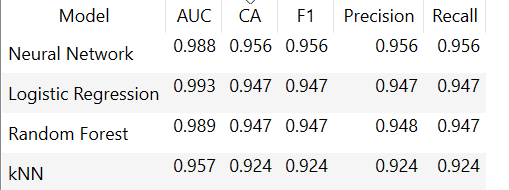 Model AUC CA F1 Precision Recall
Neural Network 0.988 0.956 0.956 0.956 0.956
Logistic Regression 0.993 0.947 0.947 0.947 0.947
Random Forest 0.989 0.947 0.947 0.948 0.947
kNN 0.957 0.924 0.924 0.924 0.924